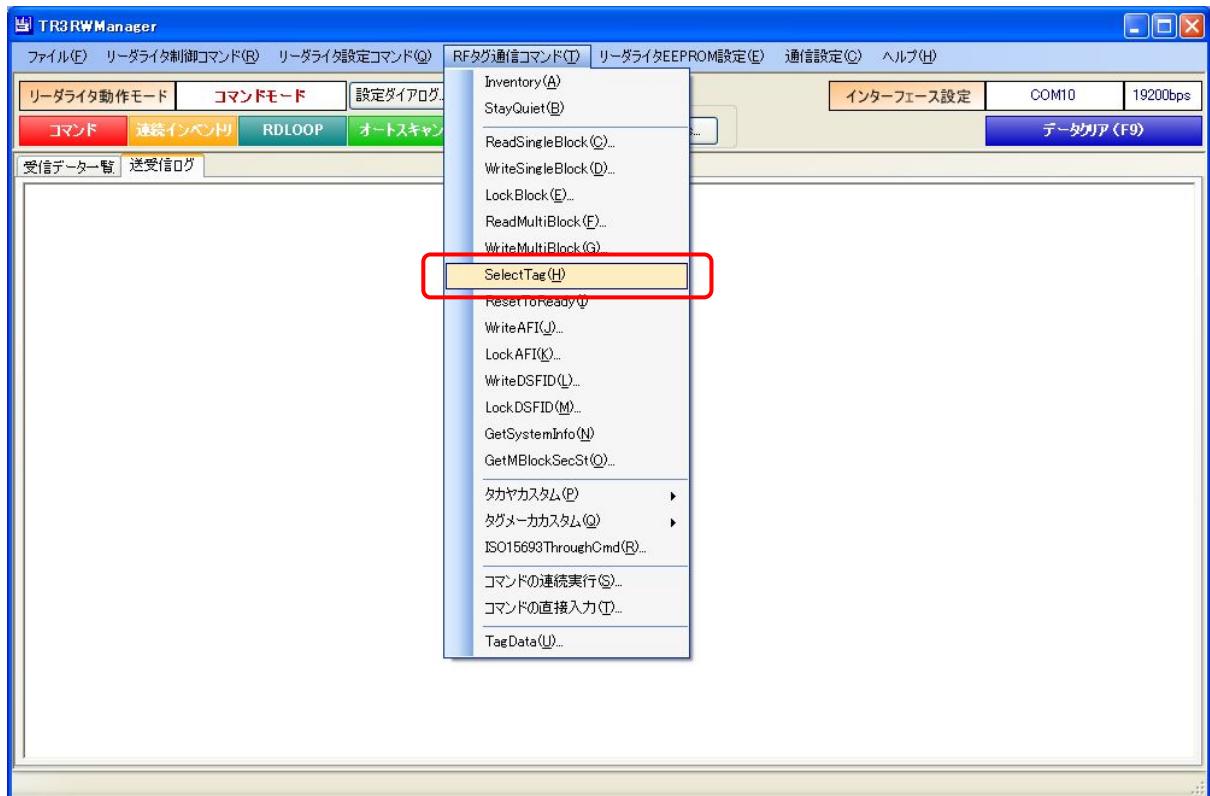 TR3RWManager
ファイル(F) リーダライタ制御コマンド(R) リーダライタ設定コマンド(Q) RFタグ通信コマンド(T) リーダライタEEPROM設定(E) 通信設定(C) ヘルプ(H)
リーダライタ動作モード コマンドモード 設定ダイアログ... インターフェース設定 COM10 19200bps
コマンド 連続インベントリ RDLOOP オートスキャン データクリア(F9)
受信データ一覧 送受信ログ
Inventory(A)
StayQuiet(B)
ReadSingleBlock(C)...
WriteSingleBlock(D)...
LockBlock(E)...
ReadMultiBlock(F)...
WriteMultiBlock(G)...
SelectTag(H)
ResetToReady(I)
WriteAFI(J)...
LockAFI(K)...
WriteDSFID(L)...
LockDSFID(M)...
GetSystemInfo(N)
GetMBlockSecSt(O)...
タカヤカスタム(P)
タグメーカカスタム(Q)
ISO15693ThroughCmd(R)...
コマンドの連続実行(S)...
コマンドの直接入力(T)...
TagData(U)...